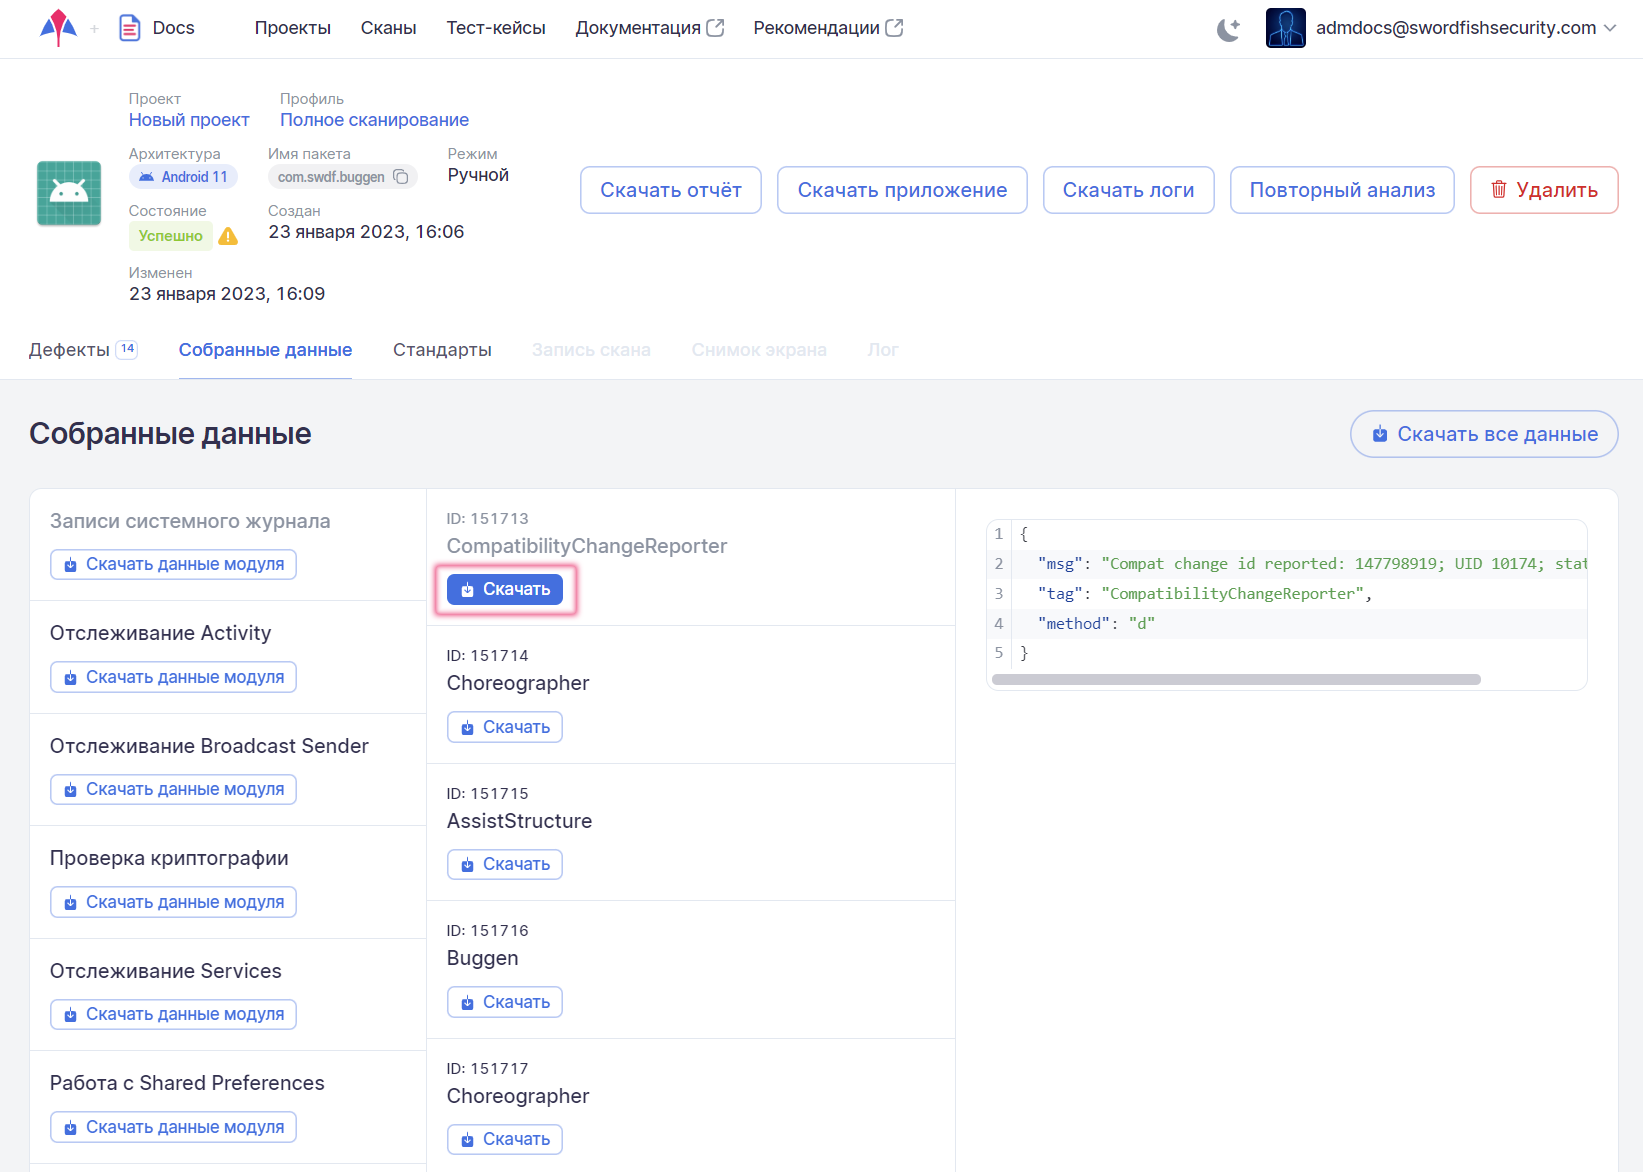 Docs
Проекты
Сканы
Тест-кейсы
Документация
Рекомендации
admdocs@swordfishsecurity.com
Проект
Новый проект
Профиль
Полное сканирование
Архитектура
Android 11
Имя пакета
com.swdf.buggen
Режим
Ручной
Состояние
Успешно
Создан
23 января 2023, 16:06
Изменен
23 января 2023, 16:09
Скачать отчёт
Скачать приложение
Скачать логи
Повторный анализ
Удалить
Дефекты 14
Собранные данные
Стандарты
Запись скана
Снимок экрана
Лог
Собранные данные
Скачать все данные
Записи системного журнала
Скачать данные модуля
Отслеживание Activity
Скачать данные модуля
Отслеживание Broadcast Sender
Скачать данные модуля
Проверка криптографии
Скачать данные модуля
Отслеживание Services
Скачать данные модуля
Работа с Shared Preferences
Скачать данные модуля
ID: 151713
CompatibilityChangeReporter
Скачать
ID: 151714
Choreographer
Скачать
ID: 151715
AssistStructure
Скачать
ID: 151716
Buggen
Скачать
ID: 151717
Choreographer
Скачать
1 {
2 "msg": "Compat change id reported: 147798919; UID 10174; stat
3 "tag": "CompatibilityChangeReporter",
4 "method": "d"
5 }